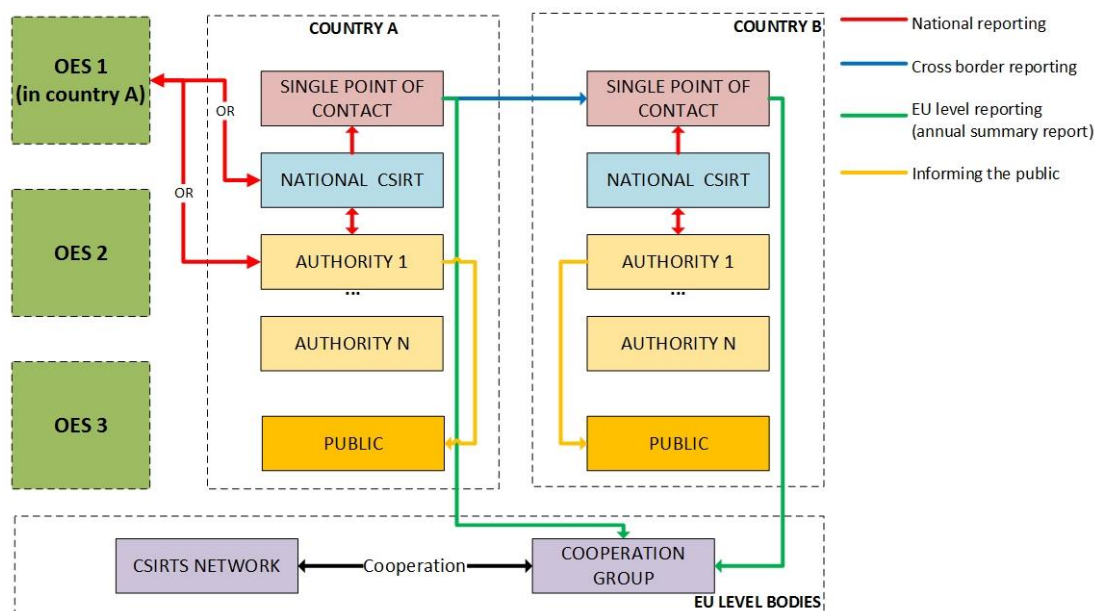 OES 1
(in country A)
OES 2
OES 3
OR
OR
COUNTRY A
SINGLE POINT OF
CONTACT
NATIONAL CSIRT
AUTHORITY 1
...
AUTHORITY N
PUBLIC
COUNTRY B
SINGLE POINT OF
CONTACT
NATIONAL CSIRT
AUTHORITY 1
...
AUTHORITY N
PUBLIC
National reporting
Cross border reporting
EU level reporting
(annual summary report)
Informing the public
CSIRTS NETWORK
Cooperation
COOPERATION
GROUP
EU LEVEL BODIES